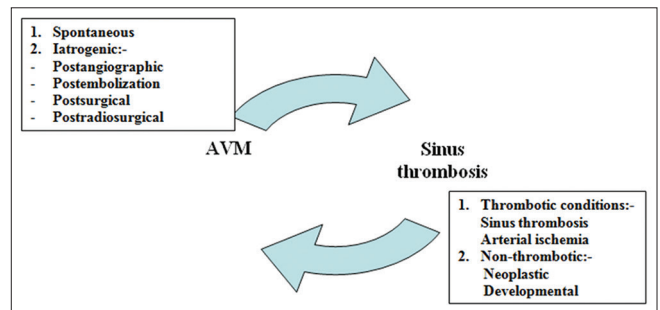 1. Spontaneous
2. Iatrogenic:-
- Postangiographic
- Postembolization
- Postsurgical
- Postradiosurgical
AVM
Sinus
thrombosis
1. Thrombotic conditions:-
Sinus thrombosis
Arterial ischemia
2. Non-thrombotic:-
Neoplastic
Developmental